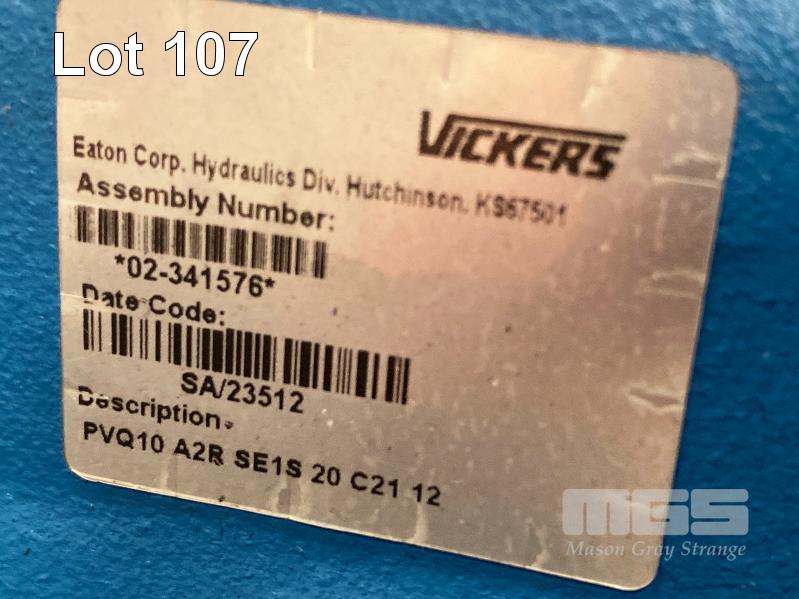 Lot 107
VICKERS
Eaton Corp. Hydraulics Div. Hutchinson, KS67501
Assembly Number:
*02-341576*
Date Code:
SA/23512
Description:
PVQ10 A2R SE1S 20 C21 12
MGS
Mason Gray Strange